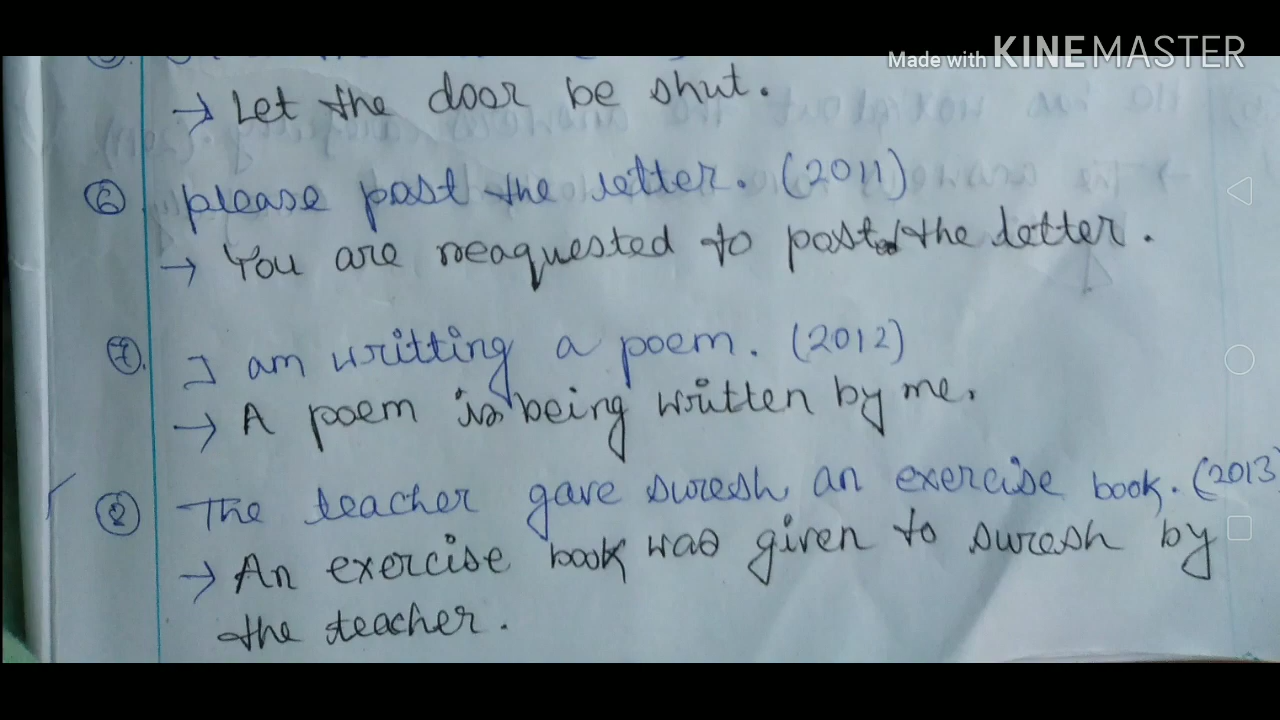 Made with KINEMASTER
→ Let the door be shut.
⑥ please post the letter. (2011)
→ You are reaquested to post the letter.
⑦. I am writting a poem. (2012)
→ A poem is being written by me.
⑧ The teacher gave suresh an exercise book. (2013)
→ An exercise book was given to suresh by
the teacher.